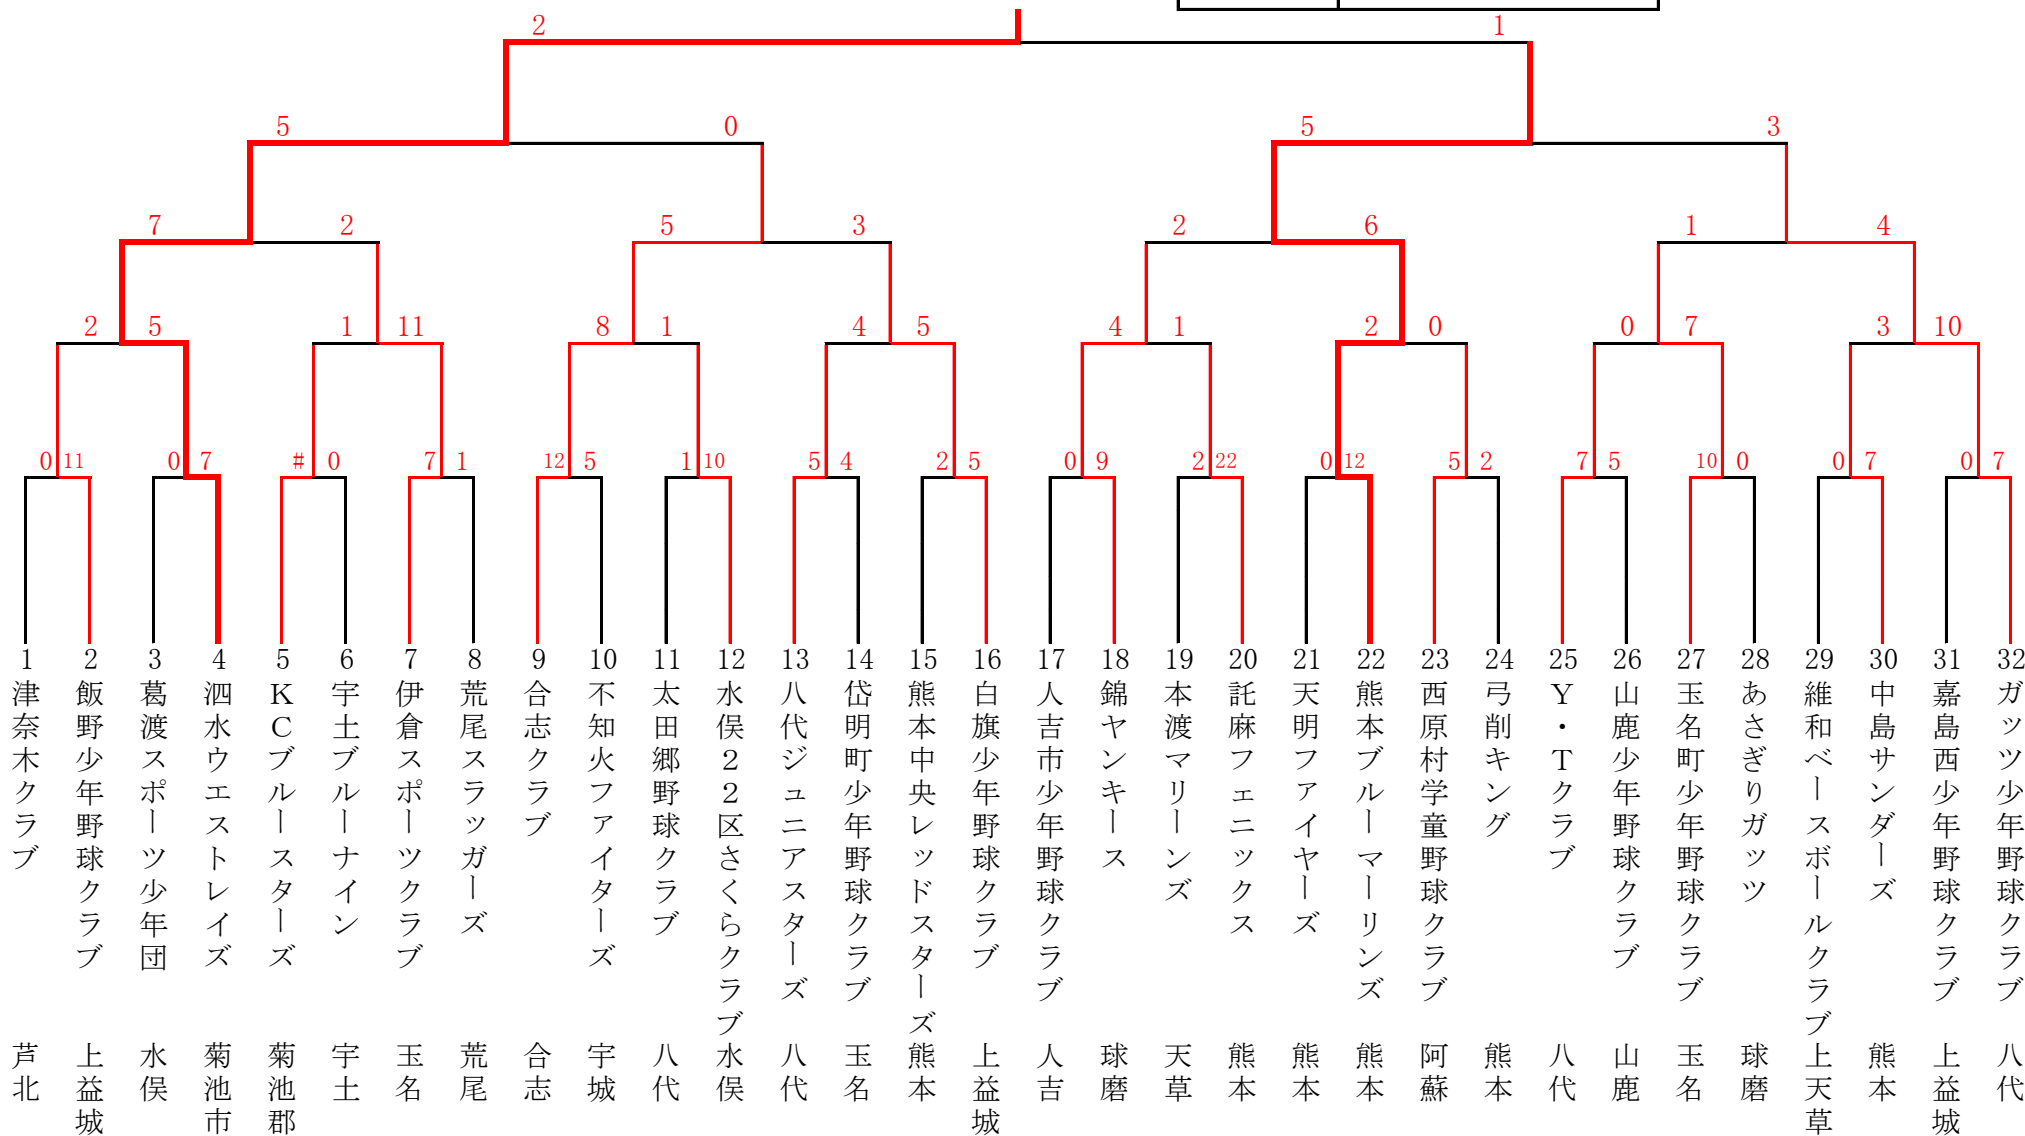 2 1
5 0 5 3
7 2 5 3 2 6 1 4
2 5 1 11 8 1 4 5 4 1 2 0 0 7 3 10
0 11 0 7 # 0 7 1 12 5 1 10 5 4 2 5 0 9 2 22 0 12 5 2 7 5 10 0 0 7 0 7
1 津奈木クラブ 芦北
2 飯野少年野球クラブ 上益城
3 葛渡スポーツ少年団 水俣
4 泗水ウエストレイズ 菊池市
5 KCブルースターズ 菊池郡
6 宇土ブルーナイン 宇土
7 伊倉スポーツクラブ 玉名
8 荒尾スラッガーズ 荒尾
9 合志クラブ 合志
10 不知火ファイターズ 宇城
11 太田郷野球クラブ 八代
12 水俣22区さくらクラブ 水俣
13 八代ジュニアスターズ 八代
14 岱明町少年野球クラブ 玉名
15 熊本中央レッドスターズ 熊本
16 白旗少年野球クラブ 上益城
17 人吉市少年野球クラブ 人吉
18 錦ヤンキース 球磨
19 本渡マリーンズ 天草
20 託麻フェニックス 熊本
21 天明ファイヤーズ 熊本
22 熊本ブルーマーリンズ 熊本
23 西原村学童野球クラブ 阿蘇
24 弓削キング 熊本
25 Y・Tクラブ 八代
26 山鹿少年野球クラブ 山鹿
27 玉名町少年野球クラブ 玉名
28 あさぎりガッツ 球磨
29 維和ベースボールクラブ 上天草
30 中島サンダーズ 熊本
31 嘉島西少年野球クラブ 上益城
32 ガッツ少年野球クラブ 八代